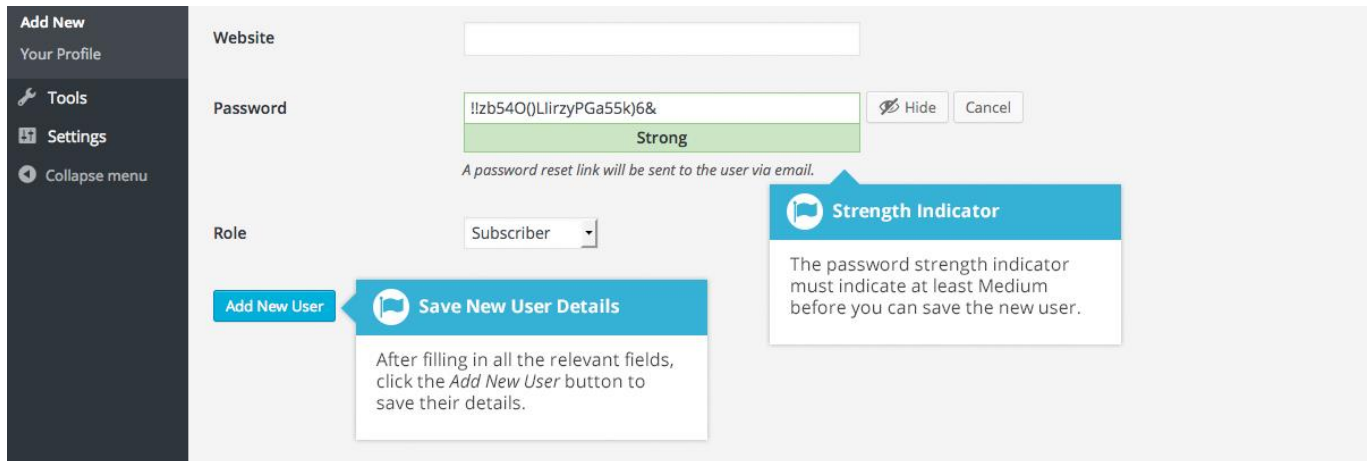 Add New
Your Profile
Tools
Settings
Collapse menu
Website
Password
!!zb54O()LlirzyPGa55k)6&
Hide
Cancel
Strong
A password reset link will be sent to the user via email.
Strength Indicator
The password strength indicator
must indicate at least Medium
before you can save the new user.
Role
Subscriber
Add New User
Save New User Details
After filling in all the relevant fields,
click the Add New User button to
save their details.